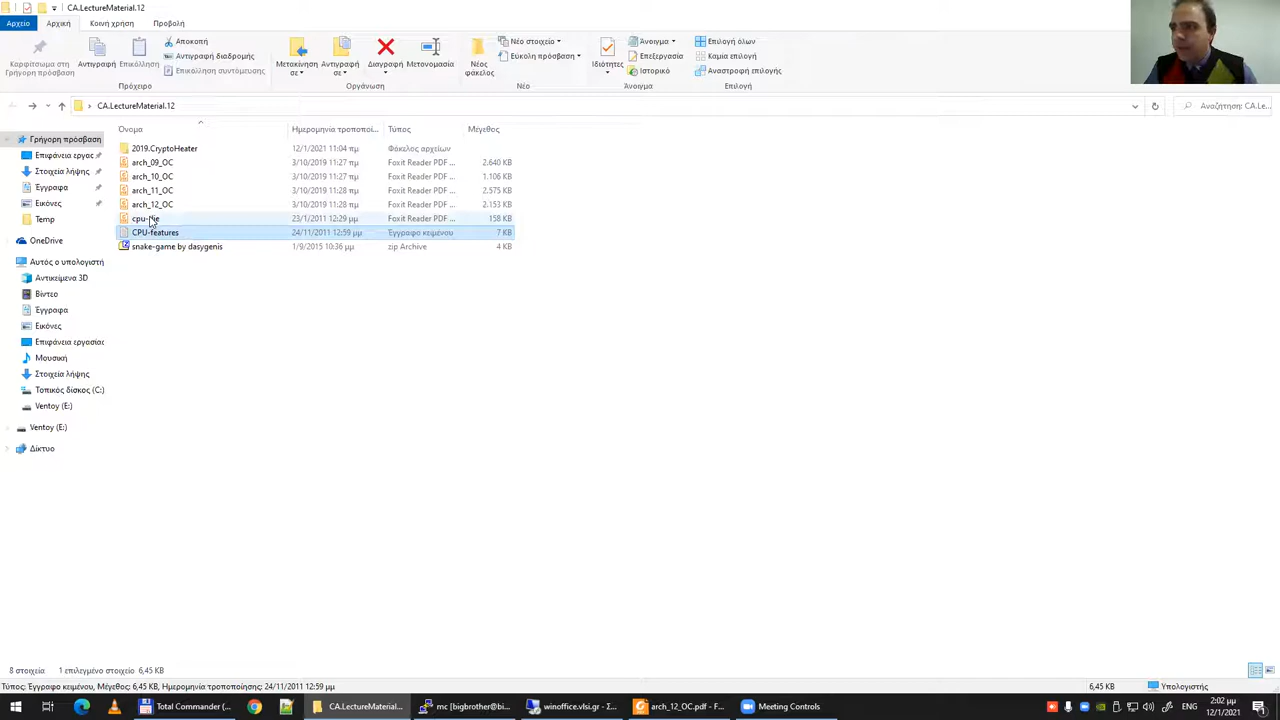 CA.LectureMaterial.12
Αρχείο Αρχική Κοινή χρήση Προβολή
Καρφίτσωμα στη Γρήγορη πρόσβαση
Αντιγραφή
Επικόλληση
Αποκοπή
Αντιγραφή διαδρομής
Επικόλληση συντόμευσης
Πρόχειρο
Μετακίνηση σε
Αντιγραφή σε
Διαγραφή
Μετονομασία
Οργάνωση
Νέος φάκελος
Νέο στοιχείο
Εύκολη πρόσβαση
Νέο
Ιδιότητες
Άνοιγμα
Επεξεργασία
Ιστορικό
Άνοιγμα
Επιλογή όλων
Καμια επιλογή
Αναστροφή επιλογής
Επιλογή
CA.LectureMaterial.12
Αναζήτηση: CA.Le...
Όνομα Ημερομηνία τροποποί... Τύπος Μέγεθος
2019.CryptoHeater 12/1/2021 11:04 πμ Φάκελος αρχείων
arch_09_OC 3/10/2019 11:27 πμ Foxit Reader PDF ... 2.640 KB
arch_10_OC 3/10/2019 11:27 πμ Foxit Reader PDF ... 1.106 KB
arch_11_OC 3/10/2019 11:28 πμ Foxit Reader PDF ... 2.575 KB
arch_12_OC 3/10/2019 11:28 πμ Foxit Reader PDF ... 2.153 KB
23/1/2011 12:29 μμ Foxit Reader PDF ... 158 KB
CPU-features 24/11/2011 12:59 μμ Έγγραφο κειμένου 7 KB
snake-game by dasygenis 1/9/2015 10:36 μμ zip Archive 4 KB
Γρήγορη πρόσβαση
Επιφάνεια εργας
Στοιχεία λήψης
Έγγραφα
Εικόνες
Temp
OneDrive
Αυτός ο υπολογιστή
Αντικείμενα 3D
Βίντεο
Έγγραφα
Εικόνες
Επιφάνεια εργασίας
Μουσική
Στοιχεία λήψης
Τοπικός δίσκος (C:)
Ventoy (E:)
Ventoy (E:)
Δίκτυο
8 στοιχεία 1 επιλεγμένο στοιχείο 6,45 KB
Τύπος: Έγγραφο κειμένου, Μέγεθος: 6,45 KB, Ημερομηνία τροποποίησης: 24/11/2011 12:59 μμ 6,45 KB Υπολογιστής
Total Commander (... CA.LectureMaterial... mc [bigbrother@bi... winoffice.vlsi.gr - Σ... arch_12_OC.pdf - F... Meeting Controls
2:02 μμ
12/1/2021